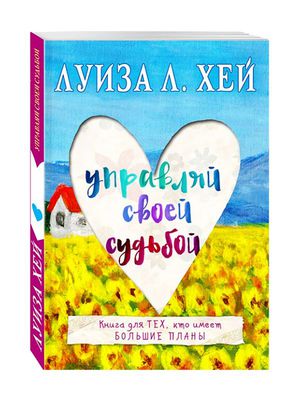 ЛУИЗА Л. ХЕЙ
управляй
своей
судьбой
Книга для ТЕХ, кто имеет
БОЛЬШИЕ ПЛАНЫ
УПРАВЛЯЙ СВОЕЙ СУДЬБОЙ
ЛУИЗА ХЕЙ